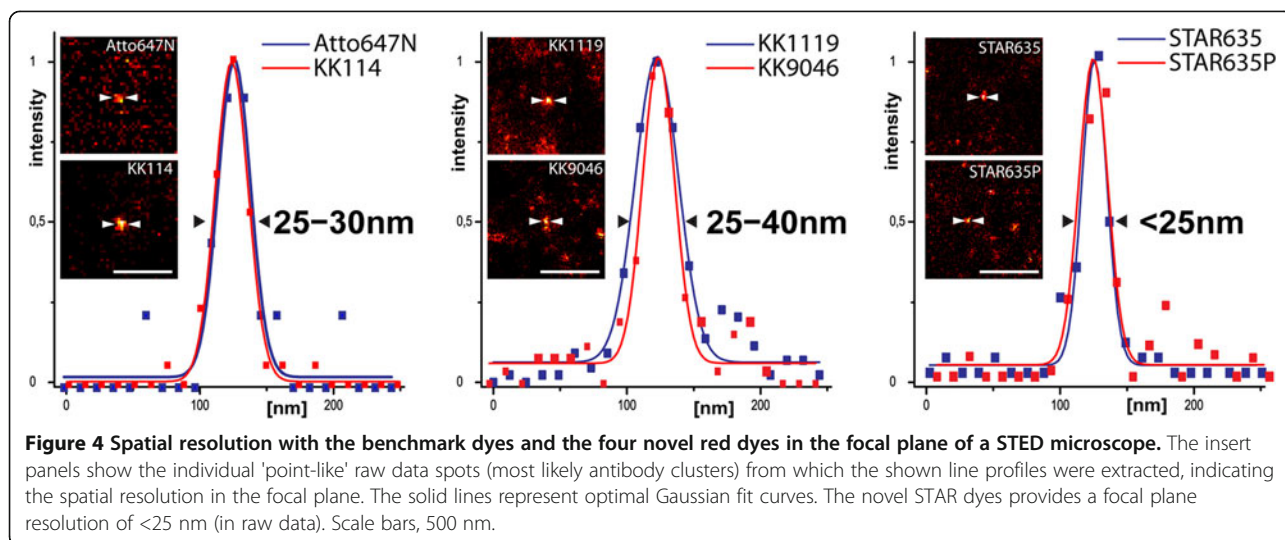 Atto647N
KK114
Atto647N
KK114
25–30nm
intensity
1
0,5
0
0
100
200
[nm]
KK1119
KK9046
KK1119
KK9046
25–40nm
intensity
1
0,5
0
0
100
200
[nm]
STAR635
STAR635P
STAR635
STAR635P
<25nm
intensity
1
0,5
0
0
100
200
[nm]
Figure 4 Spatial resolution with the benchmark dyes and the four novel red dyes in the focal plane of a STED microscope. The insert
panels show the individual 'point-like' raw data spots (most likely antibody clusters) from which the shown line profiles were extracted, indicating
the spatial resolution in the focal plane. The solid lines represent optimal Gaussian fit curves. The novel STAR dyes provides a focal plane
resolution of <25 nm (in raw data). Scale bars, 500 nm.